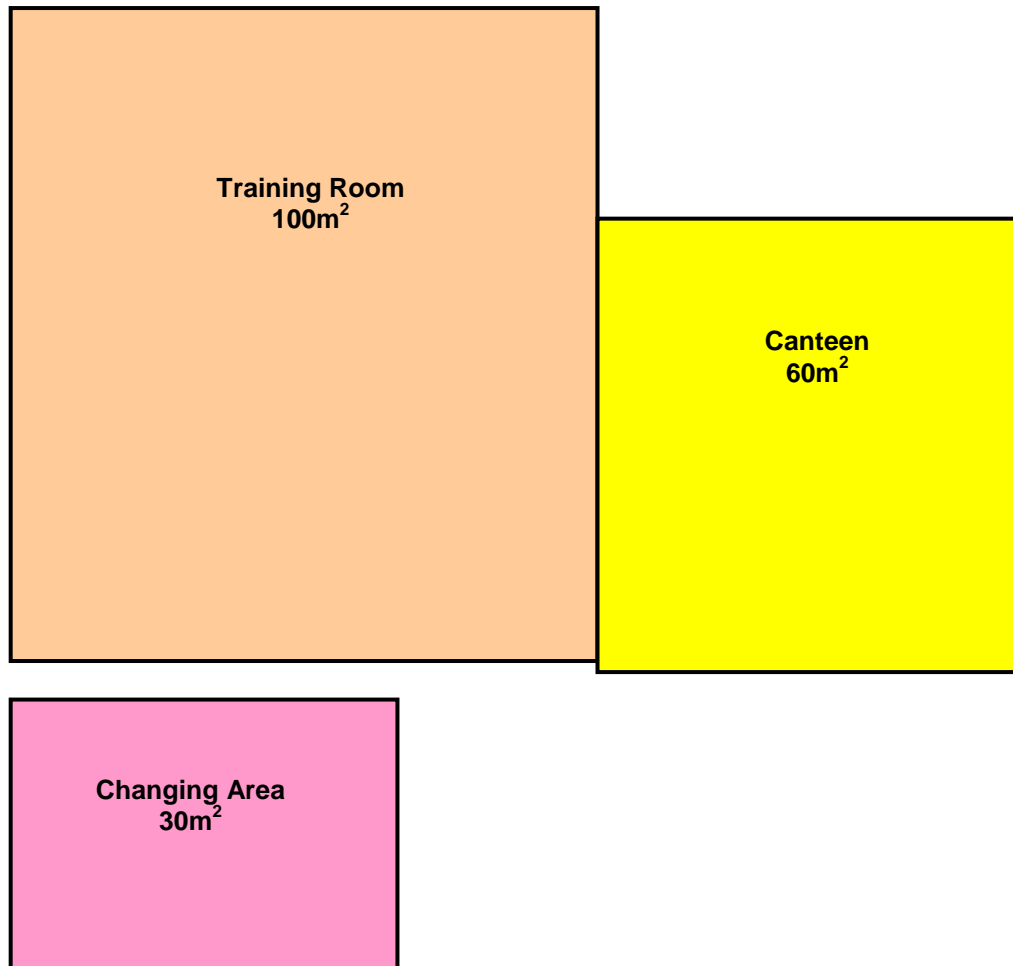 Training Room
100m²
Canteen
60m²
Changing Area
30m²